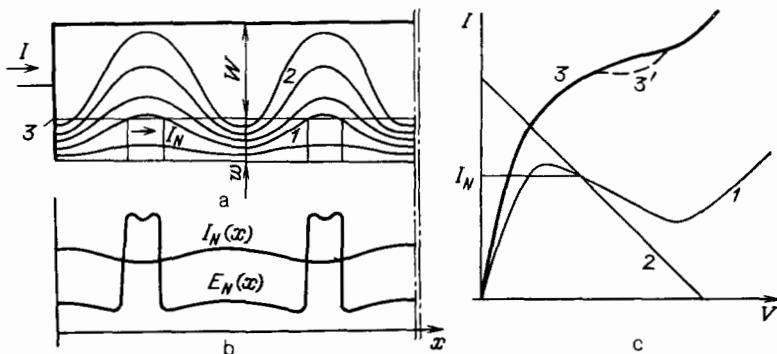 I
W
2
3
I_N
1
w
a
I_N(x)
E_N(x)
x
b
I
3
3'
I_N
1
2
V
c